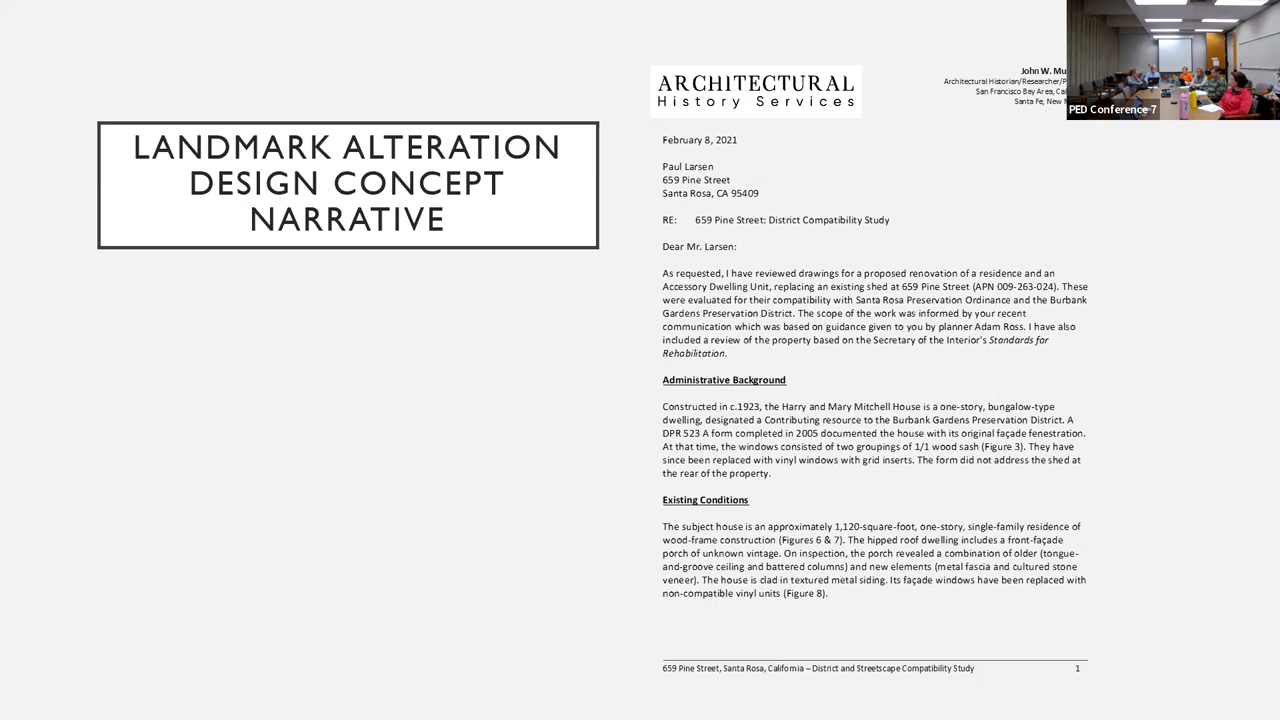 LANDMARK ALTERATION
DESIGN CONCEPT
NARRATIVE
ARCHITECTURAL
History Services
John W.
Architectural Historian/Researcher/
San Francisco Bay Area,
Santa Fe, New
PED Conference 7
February 8, 2021
Paul Larsen
659 Pine Street
Santa Rosa, CA 95409
RE: 659 Pine Street: District Compatibility Study
Dear Mr. Larsen:
As requested, I have reviewed drawings for a proposed renovation of a residence and an
Accessory Dwelling Unit, replacing an existing shed at 659 Pine Street (APN 009-263-024). These
were evaluated for their compatibility with Santa Rosa Preservation Ordinance and the Burbank
Gardens Preservation District. The scope of the work was informed by your recent
communication which was based on guidance given to you by planner Adam Ross. I have also
included a review of the property based on the Secretary of the Interior's Standards for
Rehabilitation.
Administrative Background
Constructed in c.1923, the Harry and Mary Mitchell House is a one-story, bungalow-type
dwelling, designated a Contributing resource to the Burbank Gardens Preservation District. A
DPR 523 A form completed in 2005 documented the house with its original façade fenestration.
At that time, the windows consisted of two groupings of 1/1 wood sash (Figure 3). They have
since been replaced with vinyl windows with grid inserts. The form did not address the shed at
the rear of the property.
Existing Conditions
The subject house is an approximately 1,120-square-foot, one-story, single-family residence of
wood-frame construction (Figures 6 & 7). The hipped roof dwelling includes a front-façade
porch of unknown vintage. On inspection, the porch revealed a combination of older (tongue-
and-groove ceiling and battered columns) and new elements (metal fascia and cultured stone
veneer). The house is clad in textured metal siding. Its façade windows have been replaced with
non-compatible vinyl units (Figure 8).
659 Pine Street, Santa Rosa, California – District and Streetscape Compatibility Study 1